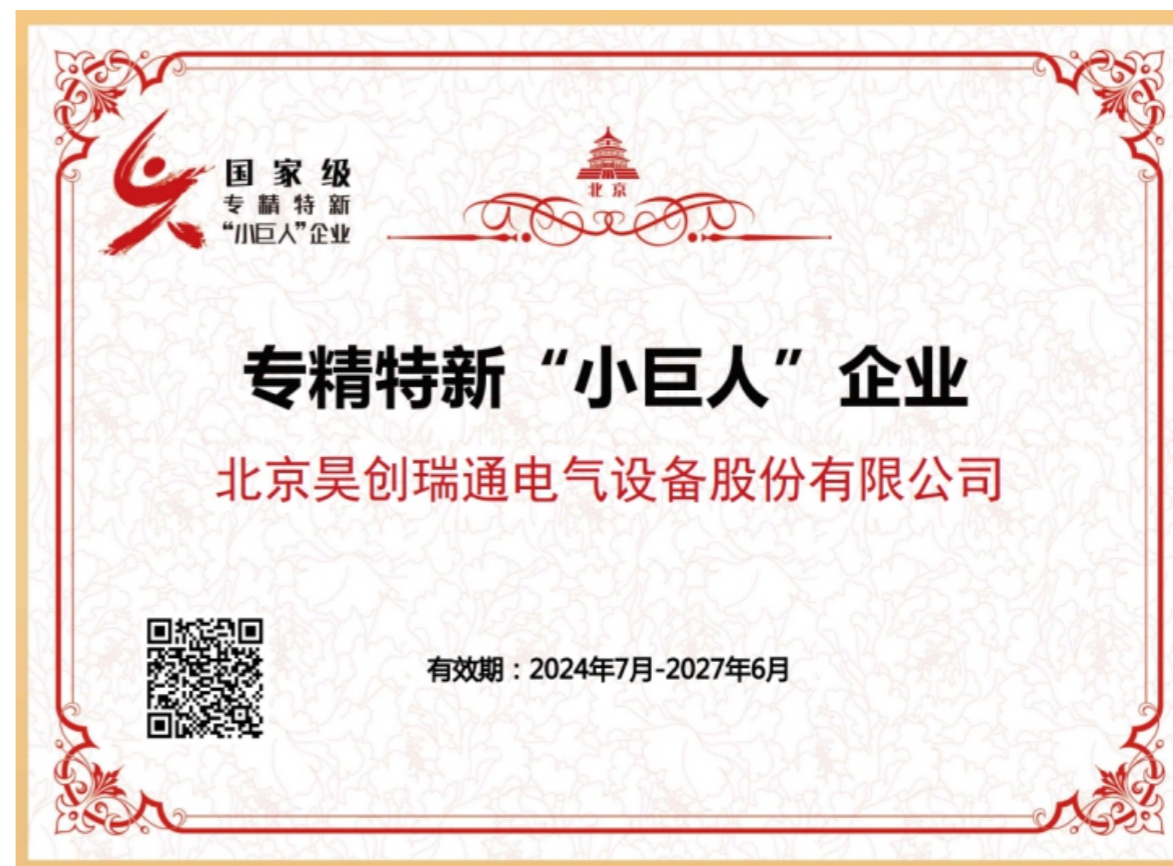 国家级
专精特新
“小巨人”企业
北京
专精特新“小巨人”企业
北京昊创瑞通电气设备股份有限公司
有效期：2024年7月-2027年6月